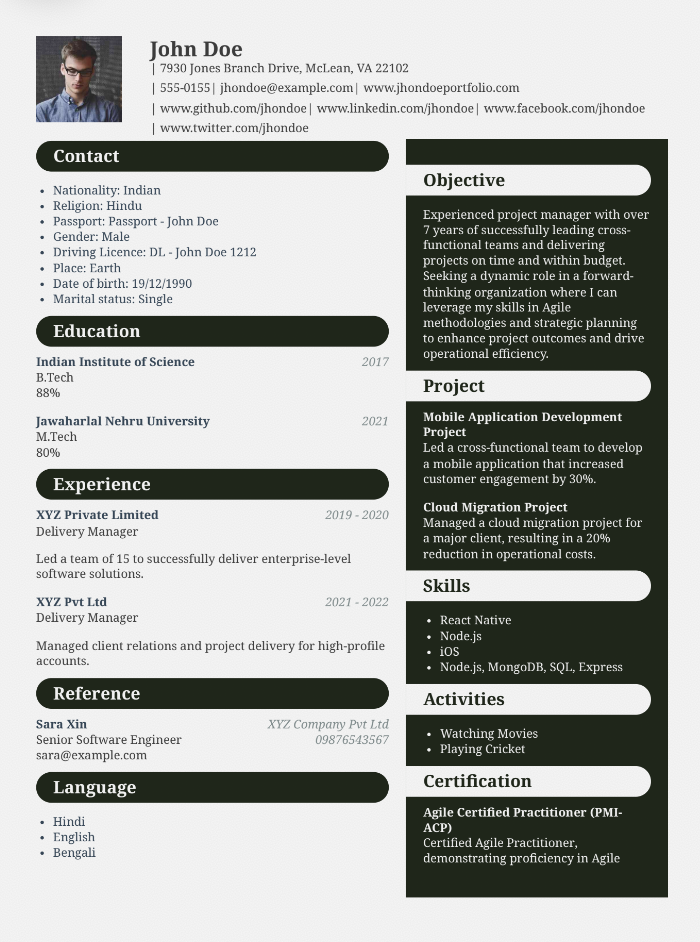 John Doe
| 7930 Jones Branch Drive, McLean, VA 22102
| 555-0155| jhondoe@example.com| www.jhondoeportfolio.com
| www.github.com/jhondoe| www.linkedin.com/jhondoe| www.facebook.com/jhondoe
| www.twitter.com/jhondoe
Contact
• Nationality: Indian
• Religion: Hindu
• Passport: Passport - John Doe
• Gender: Male
• Driving Licence: DL - John Doe 1212
• Place: Earth
• Date of birth: 19/12/1990
• Marital status: Single
Education
Indian Institute of Science 2017
B.Tech
88%
Jawaharlal Nehru University 2021
M.Tech
80%
Experience
XYZ Private Limited 2019 - 2020
Delivery Manager
Led a team of 15 to successfully deliver enterprise-level
software solutions.
XYZ Pvt Ltd 2021 - 2022
Delivery Manager
Managed client relations and project delivery for high-profile
accounts.
Reference
Sara Xin XYZ Company Pvt Ltd
Senior Software Engineer 09876543567
sara@example.com
Language
• Hindi
• English
• Bengali
Objective
Experienced project manager with over
7 years of successfully leading cross-
functional teams and delivering
projects on time and within budget.
Seeking a dynamic role in a forward-
thinking organization where I can
leverage my skills in Agile
methodologies and strategic planning
to enhance project outcomes and drive
operational efficiency.
Project
Mobile Application Development
Project
Led a cross-functional team to develop
a mobile application that increased
customer engagement by 30%.
Cloud Migration Project
Managed a cloud migration project for
a major client, resulting in a 20%
reduction in operational costs.
Skills
• React Native
• Node.js
• iOS
• Node.js, MongoDB, SQL, Express
Activities
• Watching Movies
• Playing Cricket
Certification
Agile Certified Practitioner (PMI-
ACP)
Certified Agile Practitioner,
demonstrating proficiency in Agile